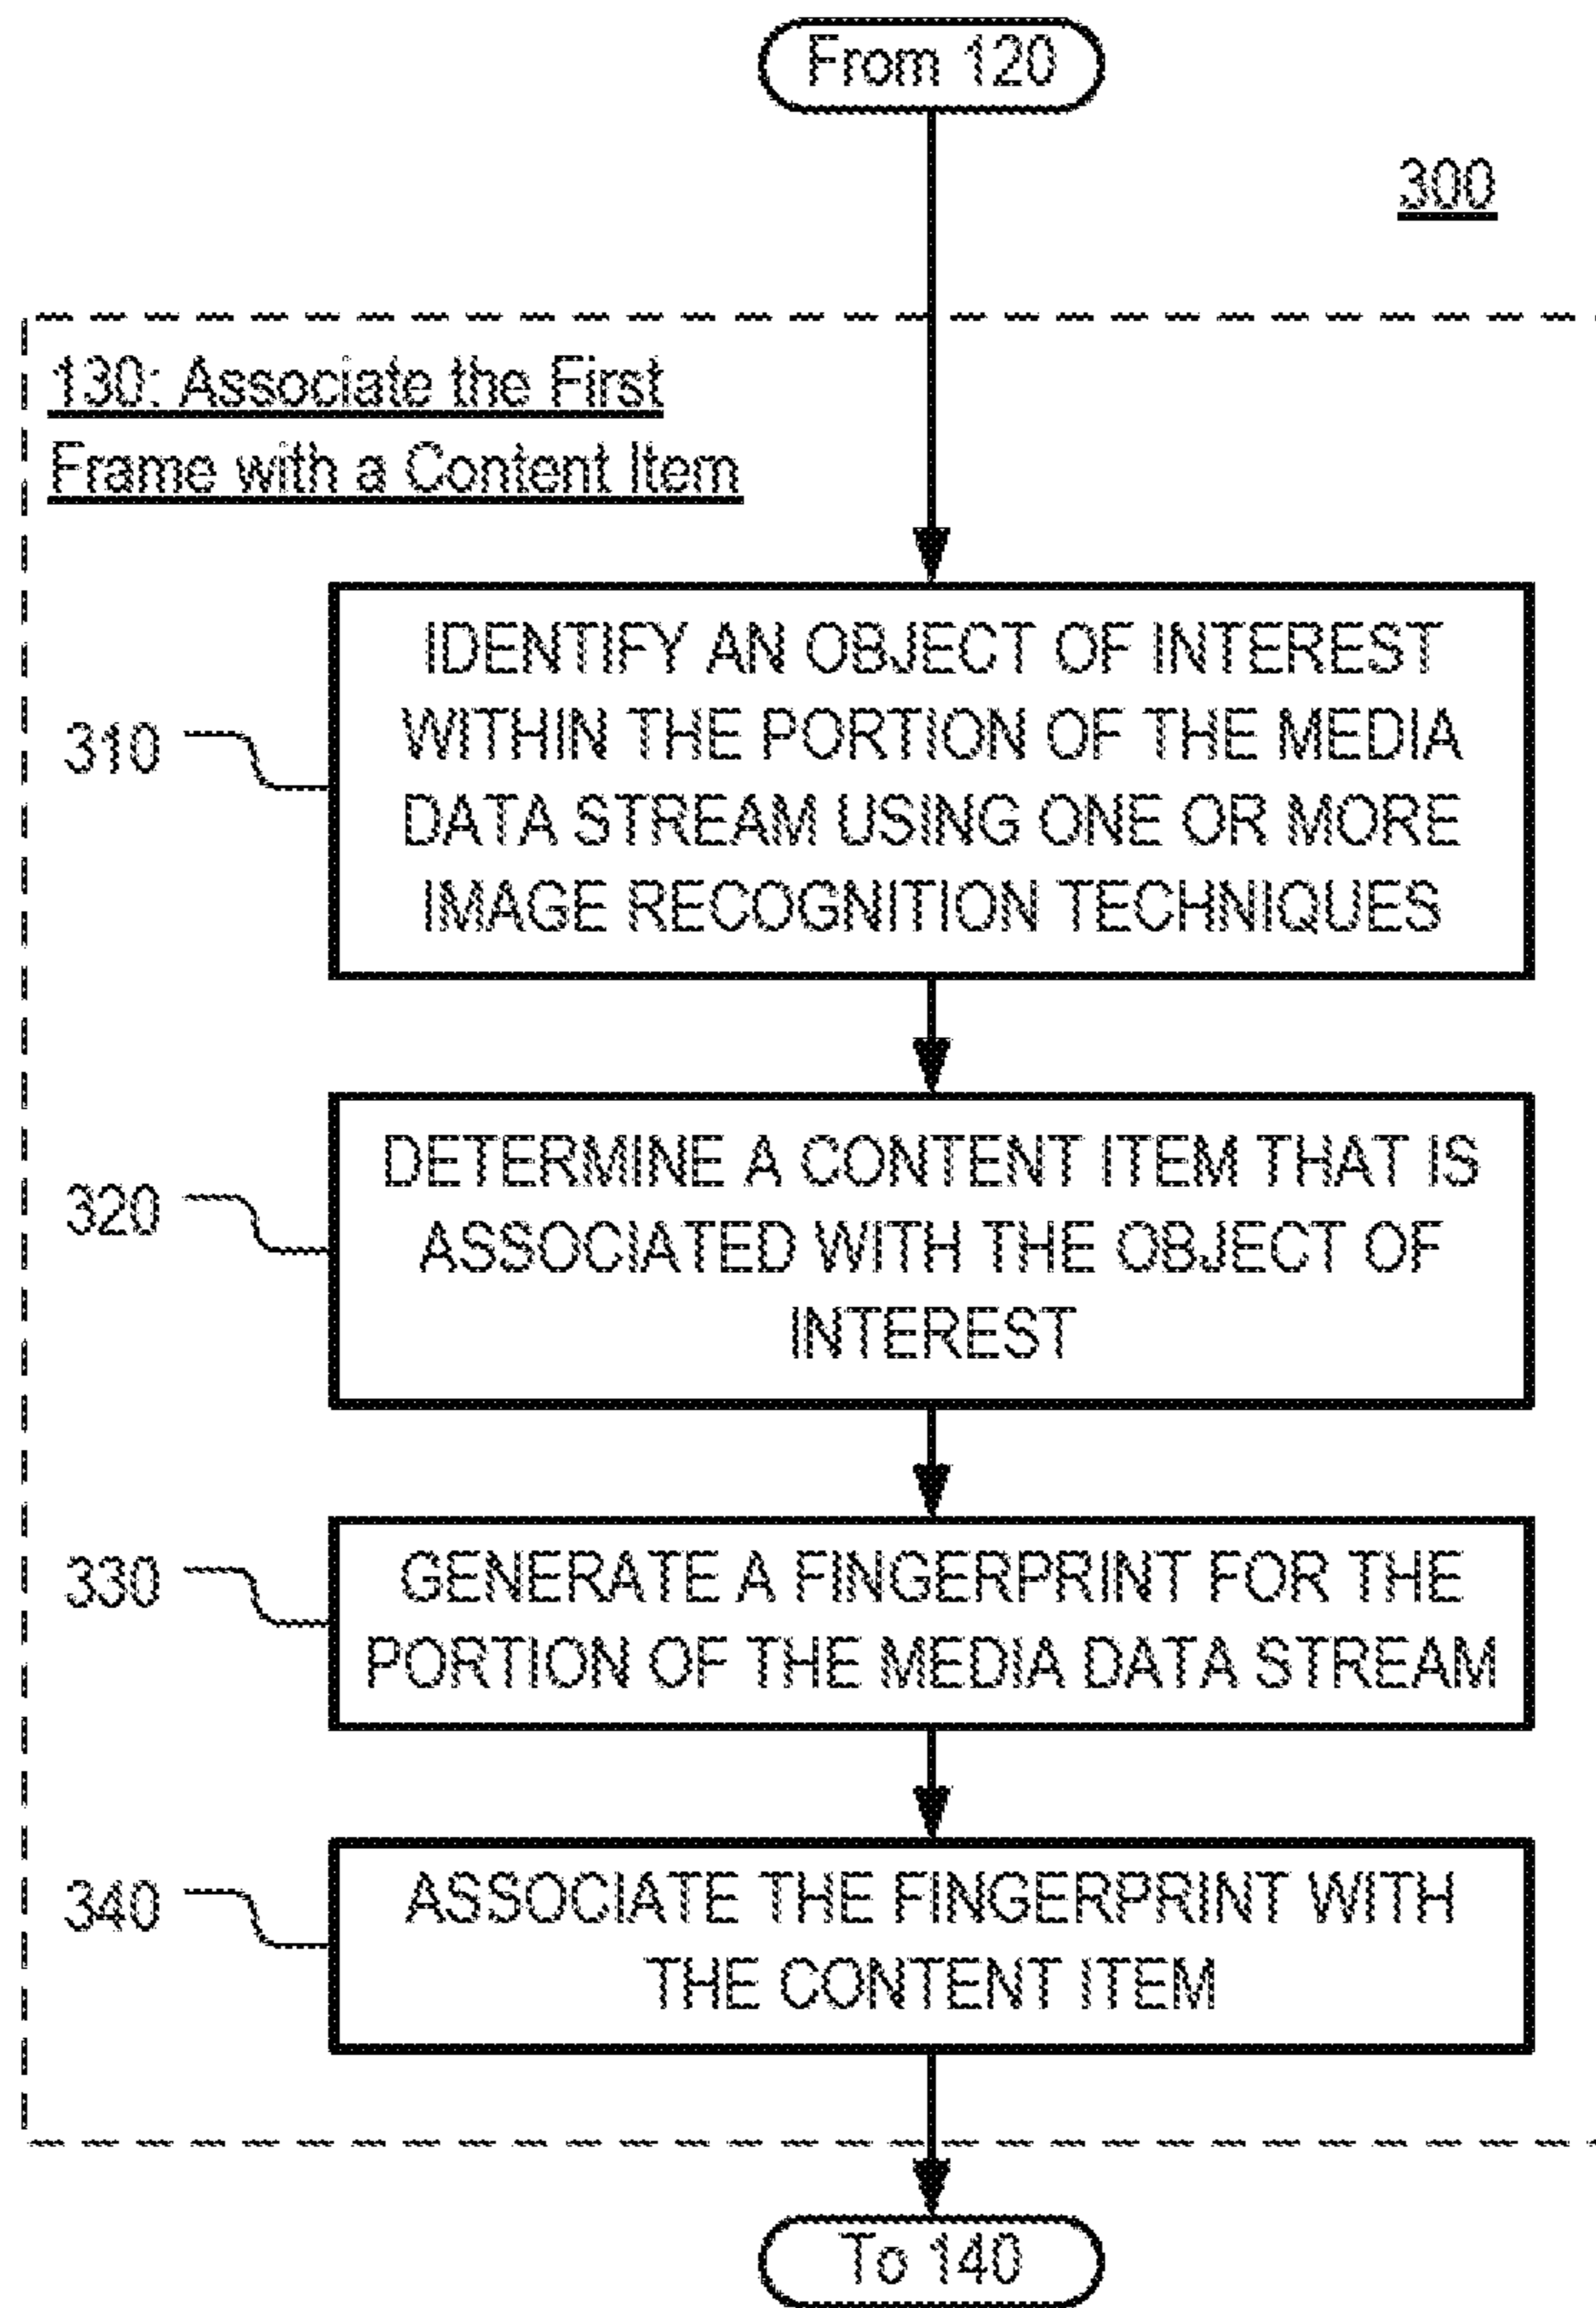 From 120
300
130: Associate the First
Frame with a Content Item
310
IDENTIFY AN OBJECT OF INTEREST
WITHIN THE PORTION OF THE MEDIA
DATA STREAM USING ONE OR MORE
IMAGE RECOGNITION TECHNIQUES
320
DETERMINE A CONTENT ITEM THAT IS
ASSOCIATED WITH THE OBJECT OF
INTEREST
330
GENERATE A FINGERPRINT FOR THE
PORTION OF THE MEDIA DATA STREAM
340
ASSOCIATE THE FINGERPRINT WITH
THE CONTENT ITEM
To 140